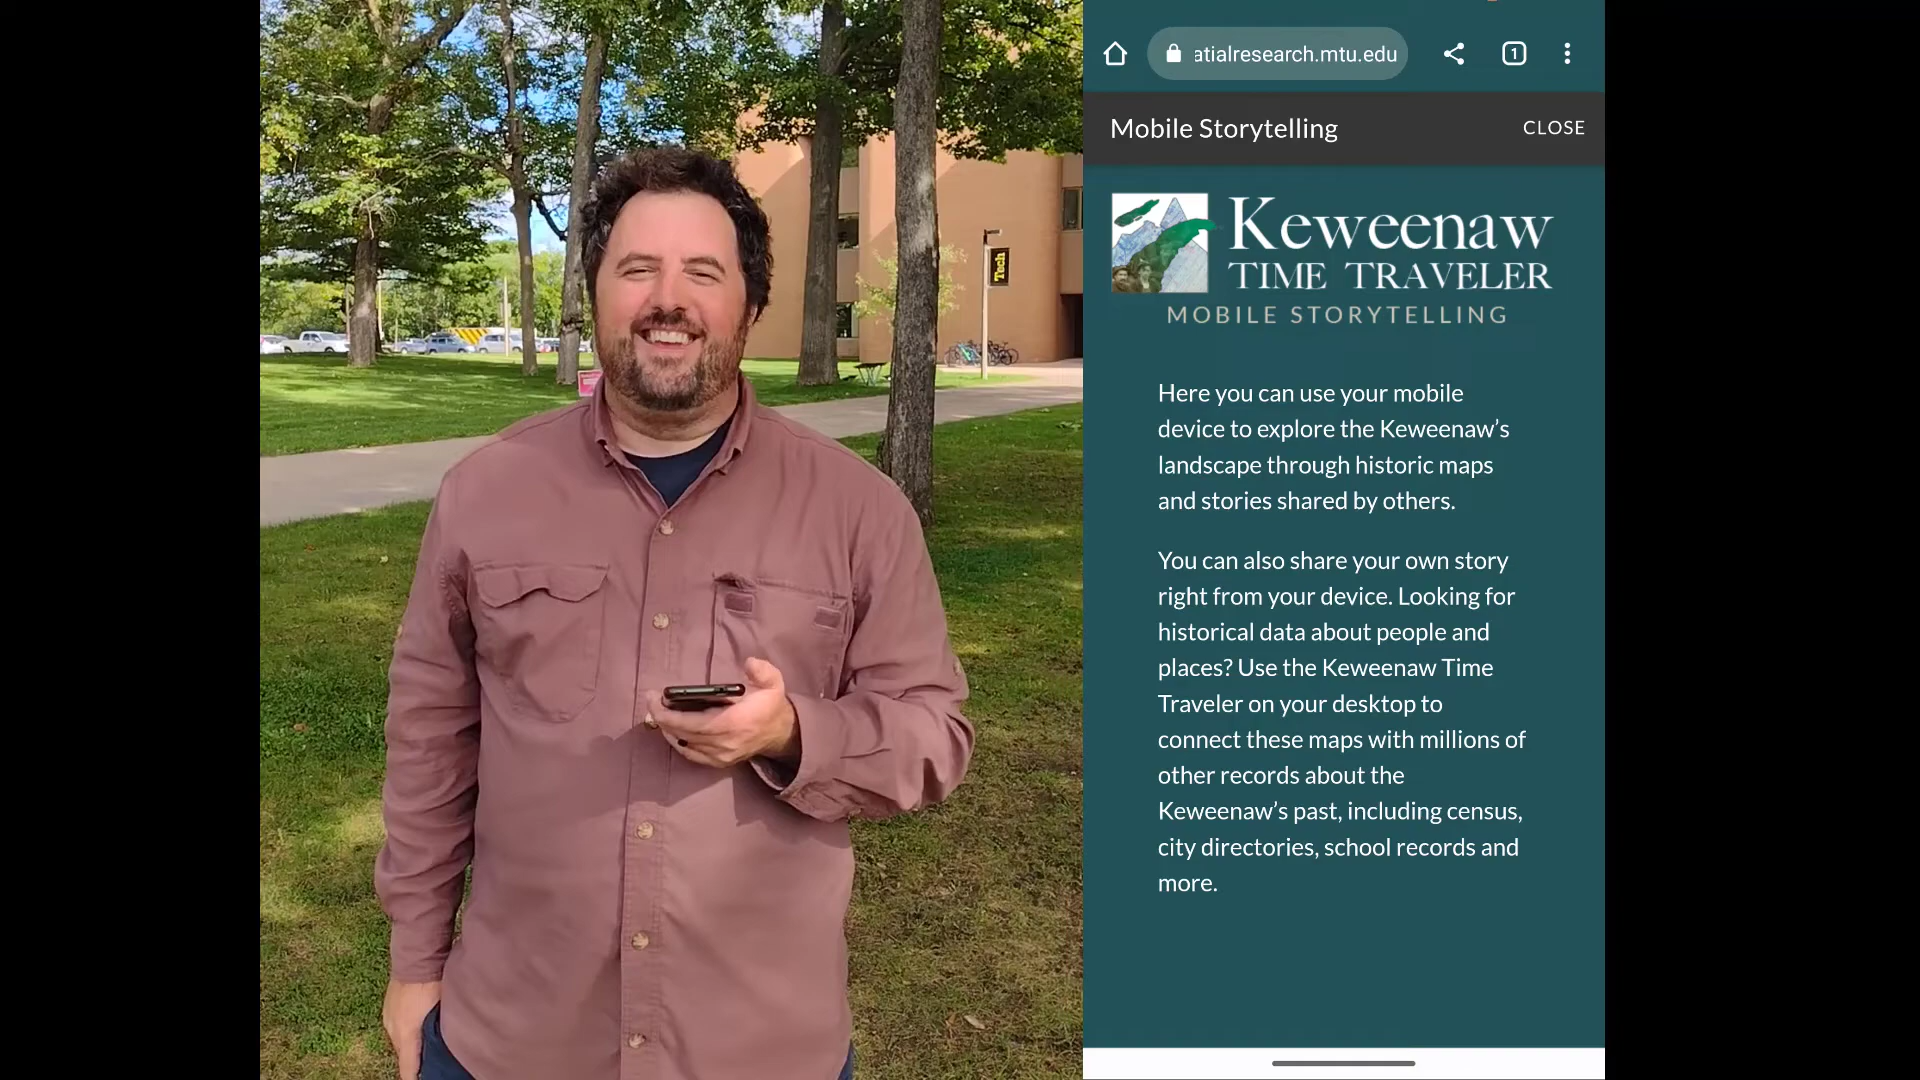 Tech
atialresearch.mtu.edu
1
Mobile Storytelling
CLOSE
Keweenaw
TIME TRAVELER
MOBILE STORYTELLING
Here you can use your mobile
device to explore the Keweenaw’s
landscape through historic maps
and stories shared by others.
You can also share your own story
right from your device. Looking for
historical data about people and
places? Use the Keweenaw Time
Traveler on your desktop to
connect these maps with millions of
other records about the
Keweenaw’s past, including census,
city directories, school records and
more.